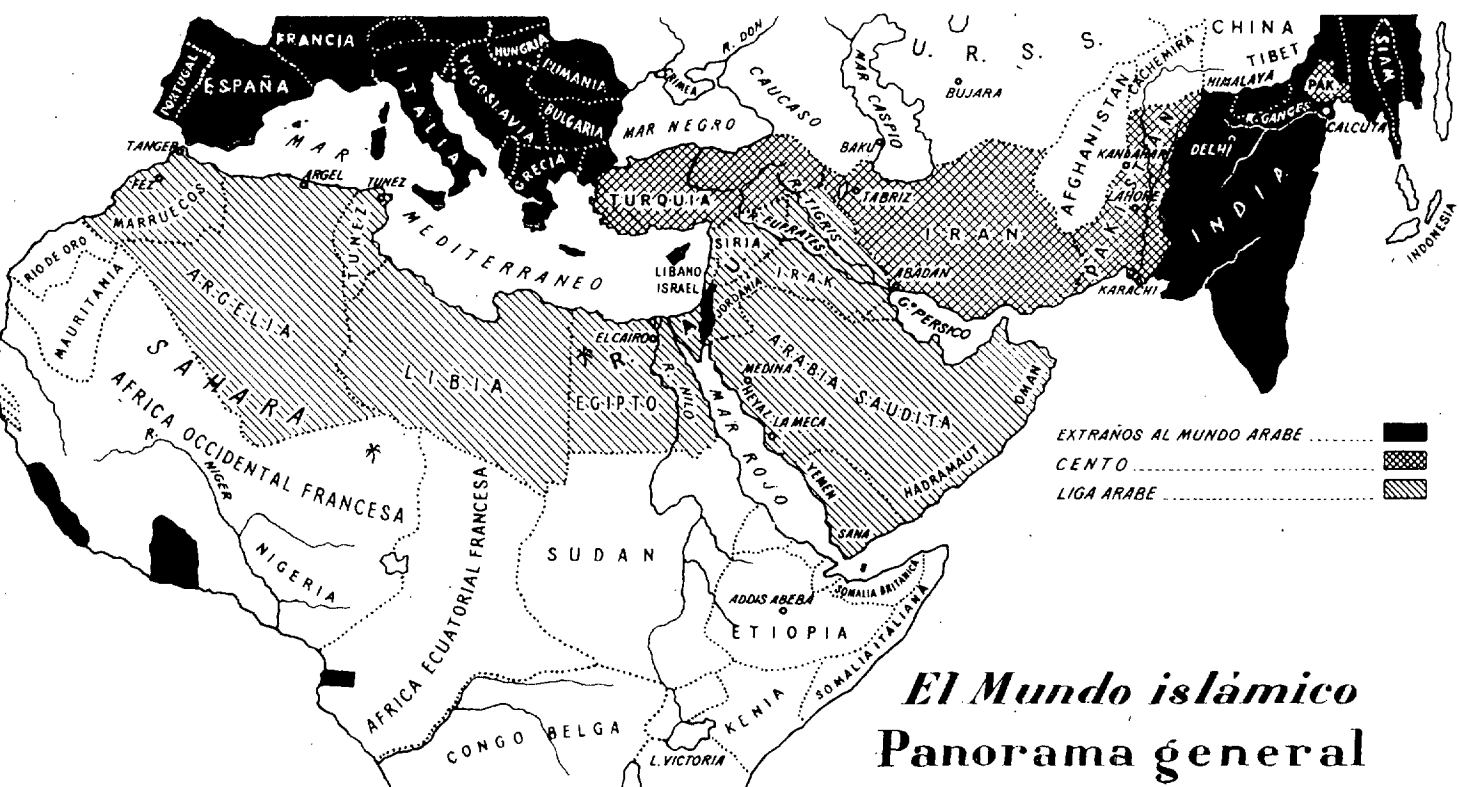 FRANCIA
HUNGRIA
RUMANIA
PORTUGAL
ESPAÑA
ITALIA
YUGOSLAVIA
BULGARIA
GRECIA
CRIMEA
R. DON
CAUCASO
MAR CASPIO
U. R. S. S.
BUJARA
CHINA
TIBET
CACHEMIRA
HIMALAYA
PAK
SIAM
R. GANGES
CALCUTA
DELHI
INDIA
AFGHANISTAN
KANDAHAR
LAHORE
PAKISTAN
KARACHI
INDONESIA
MAR NEGRO
BAKU
TABRIZ
TURQUIA
R. TIGRIS
R. EUFRATES
IRAN
ABADAN
Gº PERSICO
MAR MEDITERRANEO
TANGER
FEZ
ARGEL
TUNEZ
MARRUECOS
TUNEZ
RIO DE ORO
MAURITANIA
ARGELIA
SAHARA
LIBIA
SIRIA
LIBANO
ISRAEL
JORDANIA
IRAK
U.
A.
R.
EL CAIRO
EGIPTO
R. NILO
MAR ROJO
MEDINA
HEYAZ
LA MECA
ARABIA SAUDITA
OMAN
HADRAMAUT
YEMEN
SANA
AFRICA OCCIDENTAL FRANCESA
R. NIGER
NIGERIA
AFRICA ECUATORIAL FRANCESA
SUDAN
ADDIS ABEBA
ETIOPIA
SOMALIA BRITANICA
SOMALIA ITALIANA
KENIA
L. VICTORIA
CONGO BELGA
EXTRAÑOS AL MUNDO ARABE
CENTO
LIGA ARABE
El Mundo islámico
Panorama general